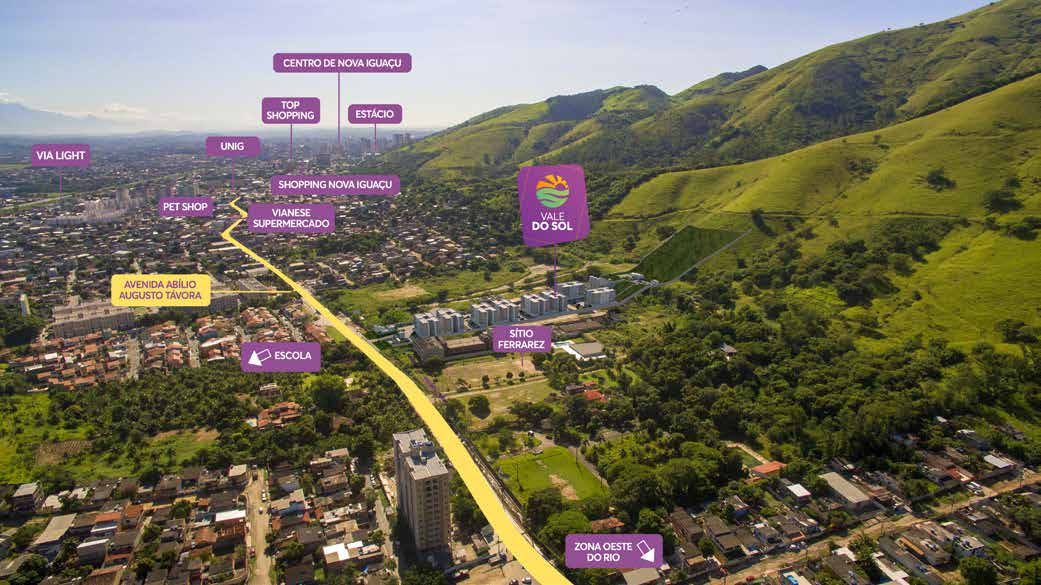 CENTRO DE NOVA IGUAÇU
TOP
SHOPPING
ESTÁCIO
UNIG
VIA LIGHT
SHOPPING NOVA IGUAÇU
PET SHOP
VIANESE
SUPERMERCADO
VALE
DO SOL
AVENIDA ABÍLIO
AUGUSTO TÁVORA
SÍTIO
FERRAREZ
ESCOLA
ZONA OESTE
DO RIO